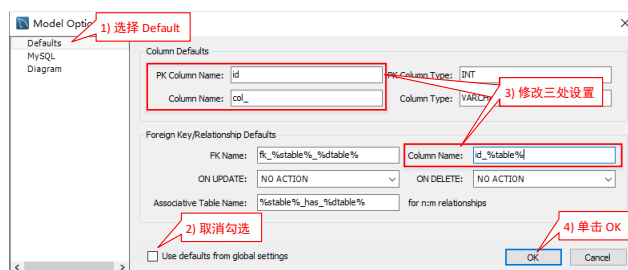 Model Opti
1) 选择 Default
Defaults
MySQL
Diagram
Column Defaults
PK Column Name: id
PK Column Type: INT
Column Name: col_
Column Type: VARCH
3) 修改三处设置
Foreign Key/Relationship Defaults
FK Name: fk_%stable%_%dtable%
Column Name: id_%table%
ON UPDATE: NO ACTION
ON DELETE: NO ACTION
Associative Table Name: %stable%_has_%dtable%
for n:m relationships
2) 取消勾选
4) 单击 OK
Use defaults from global settings
OK
Cancel